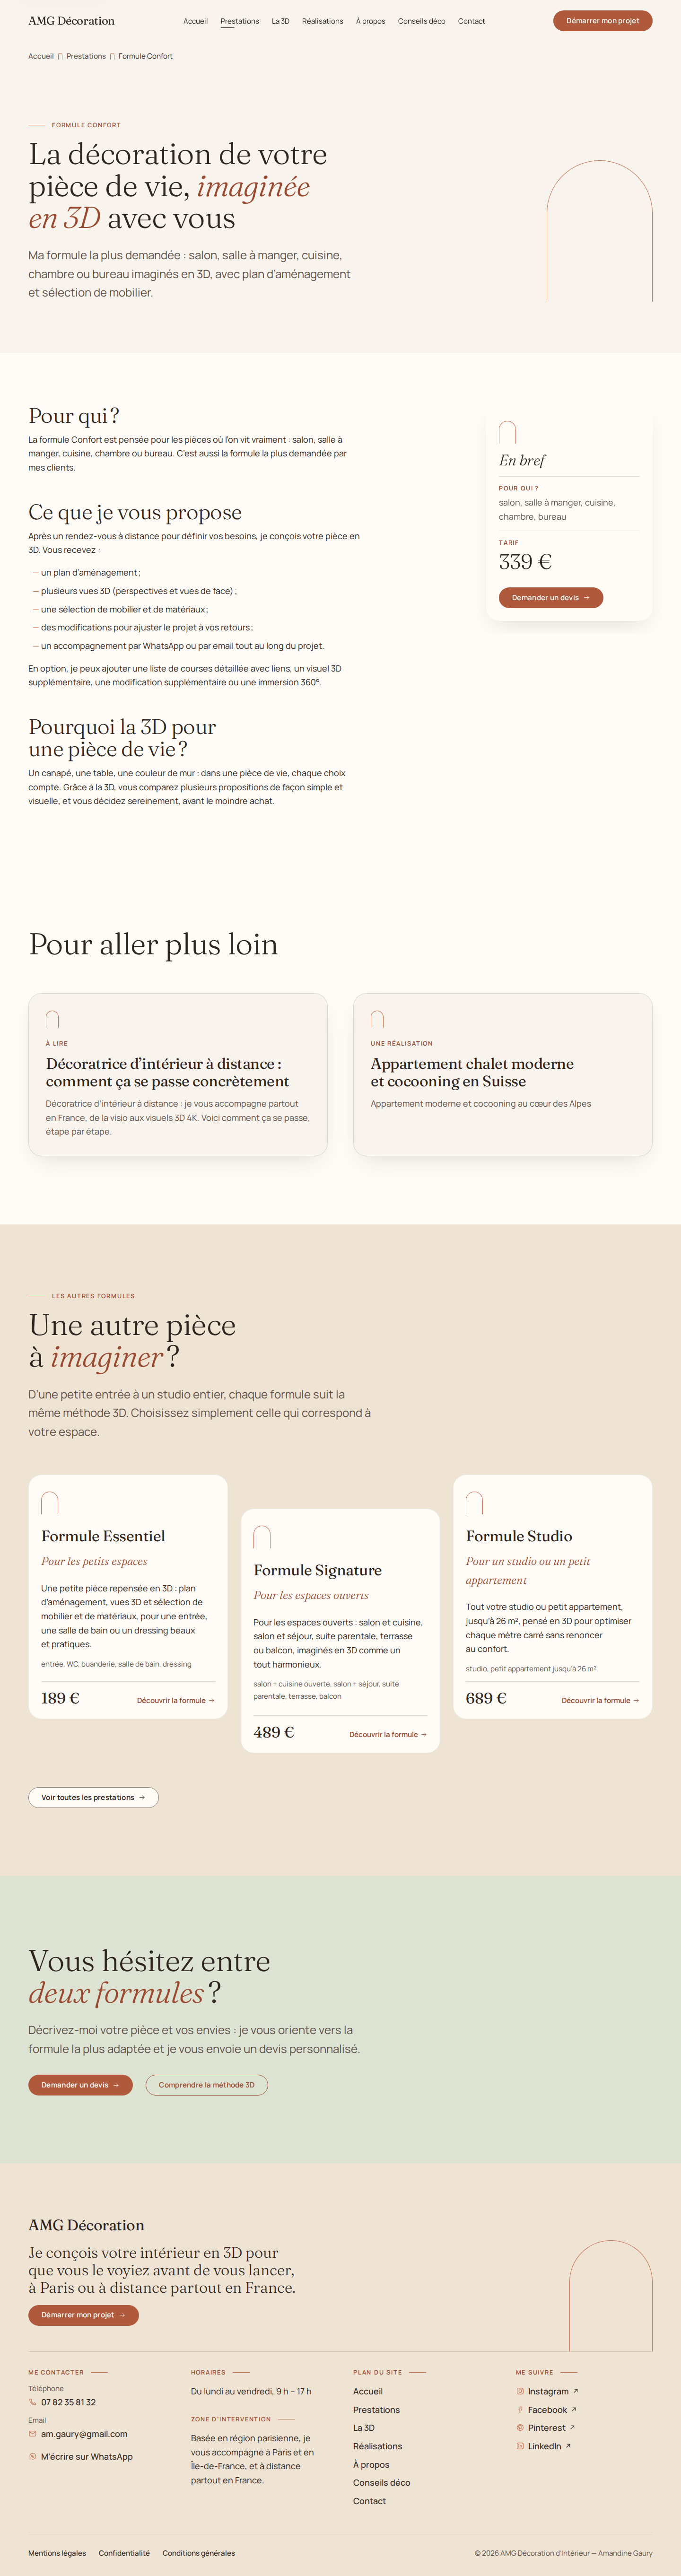 AMG Décoration
Accueil
Prestations
La 3D
Réalisations
À propos
Conseils déco
Contact
Démarrer mon projet
Accueil
Prestations
Formule Confort
FORMULE CONFORT
La décoration de votre
pièce de vie, imaginée
en 3D avec vous
Ma formule la plus demandée : salon, salle à manger, cuisine,
chambre ou bureau imaginés en 3D, avec plan d'aménagement
et sélection de mobilier.
Pour qui ?
La formule Confort est pensée pour les pièces où l'on vit vraiment : salon, salle à
manger, cuisine, chambre ou bureau. C'est aussi la formule la plus demandée par
mes clients.
Ce que je vous propose
Après un rendez-vous à distance pour définir vos besoins, je conçois votre pièce en
3D. Vous recevez :
— un plan d'aménagement ;
— plusieurs vues 3D (perspectives et vues de face) ;
— une sélection de mobilier et de matériaux ;
— des modifications pour ajuster le projet à vos retours ;
— un accompagnement par WhatsApp ou par email tout au long du projet.
En option, je peux ajouter une liste de courses détaillée avec liens, un visuel 3D
supplémentaire, une modification supplémentaire ou une immersion 360°.
Pourquoi la 3D pour
une pièce de vie ?
Un canapé, une table, une couleur de mur : dans une pièce de vie, chaque choix
compte. Grâce à la 3D, vous comparez plusieurs propositions de façon simple et
visuelle, et vous décidez sereinement, avant le moindre achat.
En bref
POUR QUI ?
salon, salle à manger, cuisine,
chambre, bureau
TARIF
339 €
Demander un devis →
Pour aller plus loin
À LIRE
Décoratrice d'intérieur à distance :
comment ça se passe concrètement
Décoratrice d'intérieur à distance : je vous accompagne partout
en France, de la visio aux visuels 3D 4K. Voici comment ça se passe,
étape par étape.
UNE RÉALISATION
Appartement chalet moderne
et cocooning en Suisse
Appartement moderne et cocooning au cœur des Alpes
LES AUTRES FORMULES
Une autre pièce
à imaginer ?
D'une petite entrée à un studio entier, chaque formule suit la
même méthode 3D. Choisissez simplement celle qui correspond à
votre espace.
Formule Essentiel
Pour les petits espaces
Une petite pièce repensée en 3D : plan
d'aménagement, vues 3D et sélection de
mobilier et de matériaux, pour une entrée,
une salle de bain ou un dressing beaux
et pratiques.
entrée, WC, buanderie, salle de bain, dressing
189 €
Découvrir la formule →
Formule Signature
Pour les espaces ouverts
Pour les espaces ouverts : salon et cuisine,
salon et séjour, suite parentale, terrasse
ou balcon, imaginés en 3D comme un
tout harmonieux.
salon + cuisine ouverte, salon + séjour, suite
parentale, terrasse, balcon
489 €
Découvrir la formule →
Formule Studio
Pour un studio ou un petit
appartement
Tout votre studio ou petit appartement,
jusqu'à 26 m², pensé en 3D pour optimiser
chaque mètre carré sans renoncer
au confort.
studio, petit appartement jusqu'à 26 m²
689 €
Découvrir la formule →
Voir toutes les prestations →
Vous hésitez entre
deux formules ?
Décrivez-moi votre pièce et vos envies : je vous oriente vers la
formule la plus adaptée et je vous envoie un devis personnalisé.
Demander un devis →
Comprendre la méthode 3D
AMG Décoration
Je conçois votre intérieur en 3D pour
que vous le voyiez avant de vous lancer,
à Paris ou à distance partout en France.
Démarrer mon projet →
ME CONTACTER
Téléphone
07 82 35 81 32
Email
am.gaury@gmail.com
M'écrire sur WhatsApp
HORAIRES
Du lundi au vendredi, 9 h – 17 h
ZONE D'INTERVENTION
Basée en région parisienne, je
vous accompagne à Paris et en
Île-de-France, et à distance
partout en France.
PLAN DU SITE
Accueil
Prestations
La 3D
Réalisations
À propos
Conseils déco
Contact
ME SUIVRE
Instagram ↗
Facebook ↗
Pinterest ↗
LinkedIn ↗
Mentions légales
Confidentialité
Conditions générales
© 2026 AMG Décoration d'Intérieur — Amandine Gaury